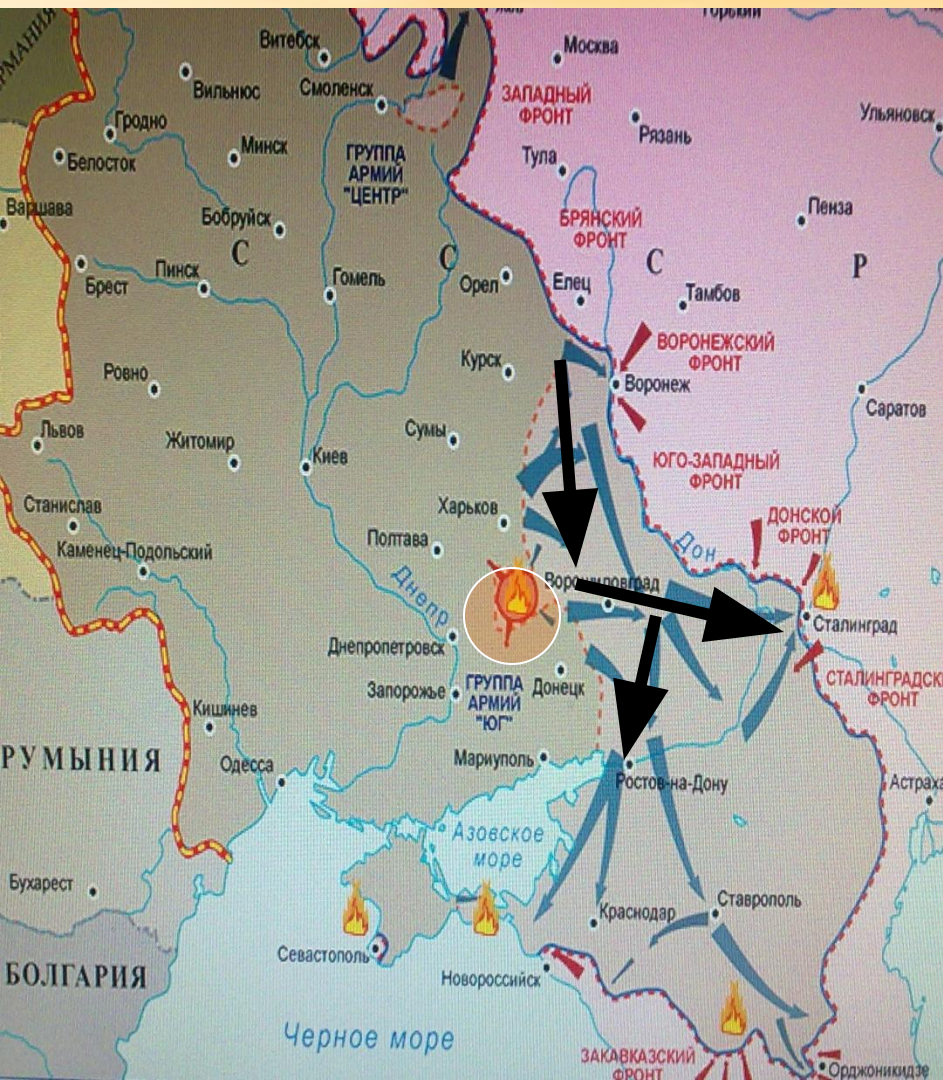 Горький
Витебск
Москва
ГЕРМАНИЯ
Вильнюс
Смоленск
ЗАПАДНЫЙ
ФРОНТ
Ульяновск
Гродно
Рязань
Минск
Тула
Белосток
ГРУППА
АРМИЙ
"ЦЕНТР"
Варшава
Бобруйск
БРЯНСКИЙ
ФРОНТ
Пенза
С
С
С
Р
Брест
Пинск
Гомель
Орел
Елец
Тамбов
ВОРОНЕЖСКИЙ
ФРОНТ
Ровно
Курск
Воронеж
Саратов
Львов
Житомир
Сумы
Киев
ЮГО-ЗАПАДНЫЙ
ФРОНТ
Станислав
Харьков
ДОНСКОЙ
ФРОНТ
Каменец-Подольский
Полтава
Дон
Днепр
Ворошиловград
Сталинград
Днепропетровск
СТАЛИНГРАДСКИ
ФРОНТ
Запорожье
ГРУППА
АРМИЙ
"ЮГ"
Донецк
Кишинев
РУМЫНИЯ
Одесса
Мариуполь
Ростов-на-Дону
Астраха
Азовское
море
Бухарест
Краснодар
Ставрополь
Севастополь
БОЛГАРИЯ
Новороссийск
Черное море
ЗАКАВКАЗСКИЙ
ФРОНТ
Орджоникидзе